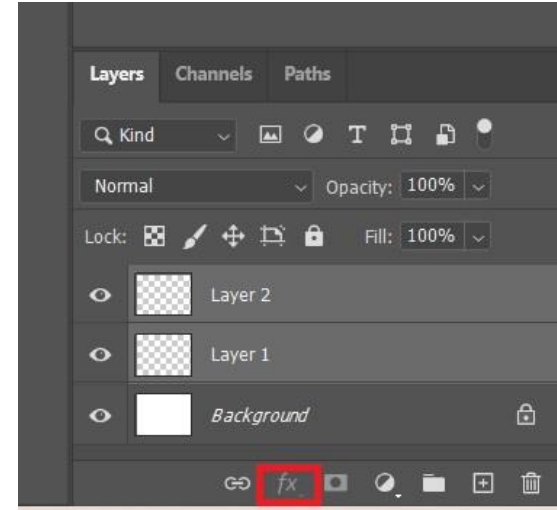 Layers Channels Paths
Kind T
Normal Opacity: 100%
Lock: Fill: 100%
Layer 2
Layer 1
Background
fx